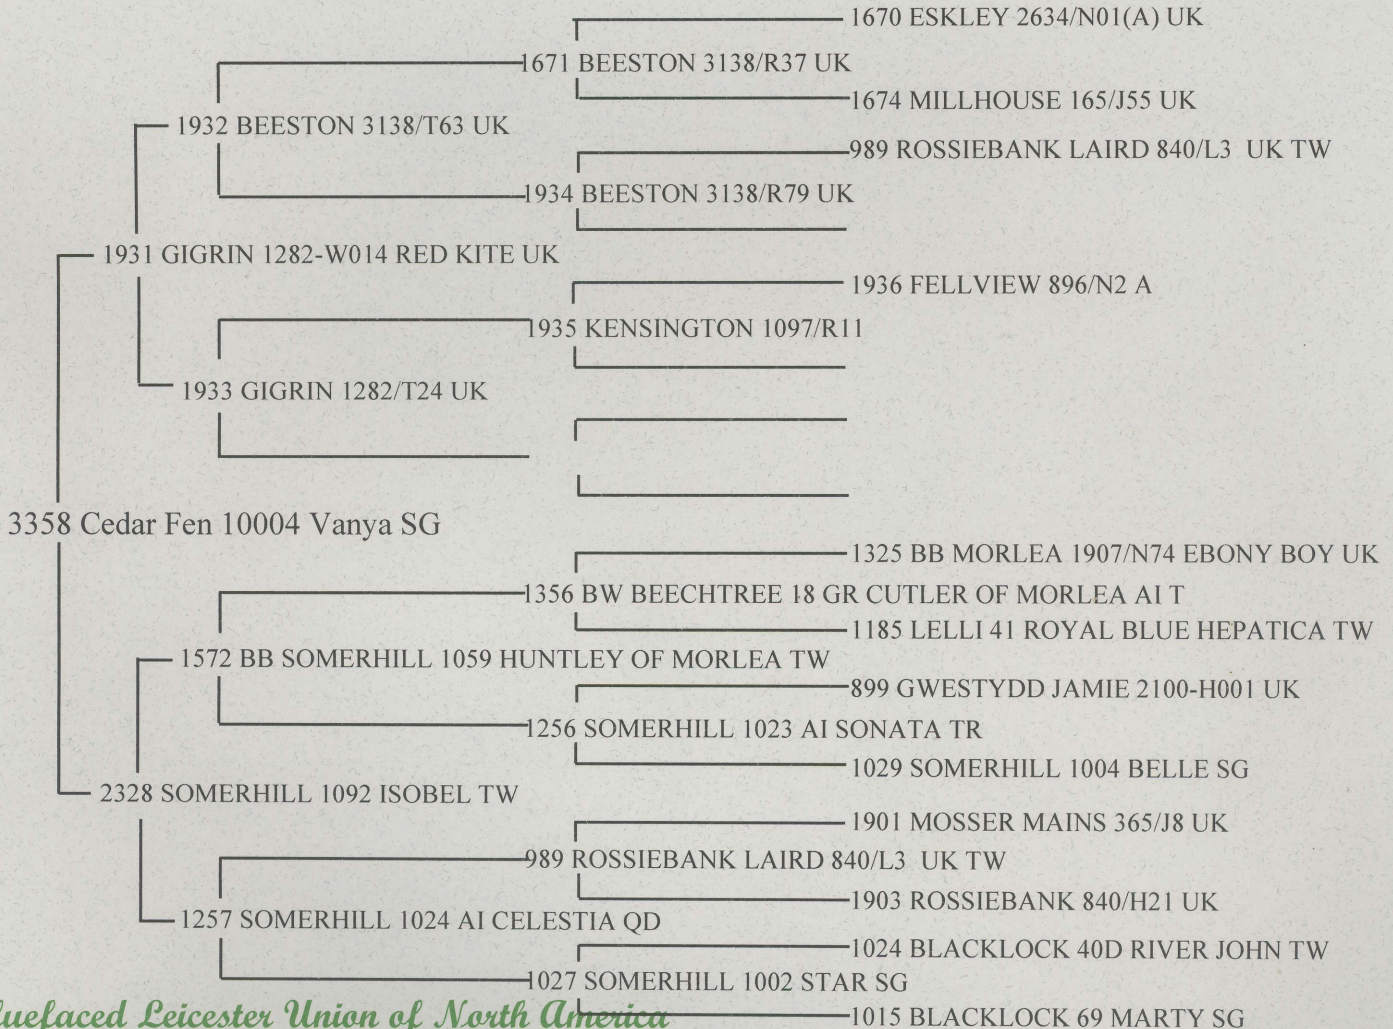 1670 ESKLEY 2634/N01(A) UK
1671 BEESTON 3138/R37 UK
1674 MILLHOUSE 165/J55 UK
1932 BEESTON 3138/T63 UK
989 ROSSIEBANK LAIRD 840/L3 UK TW
1934 BEESTON 3138/R79 UK
1931 GIGRIN 1282-W014 RED KITE UK
1936 FELLVIEW 896/N2 A
1935 KENSINGTON 1097/R11
1933 GIGRIN 1282/T24 UK
3358 Cedar Fen 10004 Vanya SG
1325 BB MORLEA 1907/N74 EBONY BOY UK
1356 BW BEECHTREE 18 GR CUTLER OF MORLEA AI T
1185 LELLI 41 ROYAL BLUE HEPATICA TW
1572 BB SOMERHILL 1059 HUNTLEY OF MORLEA TW
899 GWESTYDD JAMIE 2100-H001 UK
1256 SOMERHILL 1023 AI SONATA TR
1029 SOMERHILL 1004 BELLE SG
2328 SOMERHILL 1092 ISOBEL TW
1901 MOSSER MAINS 365/J8 UK
989 ROSSIEBANK LAIRD 840/L3 UK TW
1903 ROSSIEBANK 840/H21 UK
1257 SOMERHILL 1024 AI CELESTIA QD
1024 BLACKLOCK 40D RIVER JOHN TW
1027 SOMERHILL 1002 STAR SG
luefaced Leicester Union of North America
1015 BLACKLOCK 69 MARTY SG